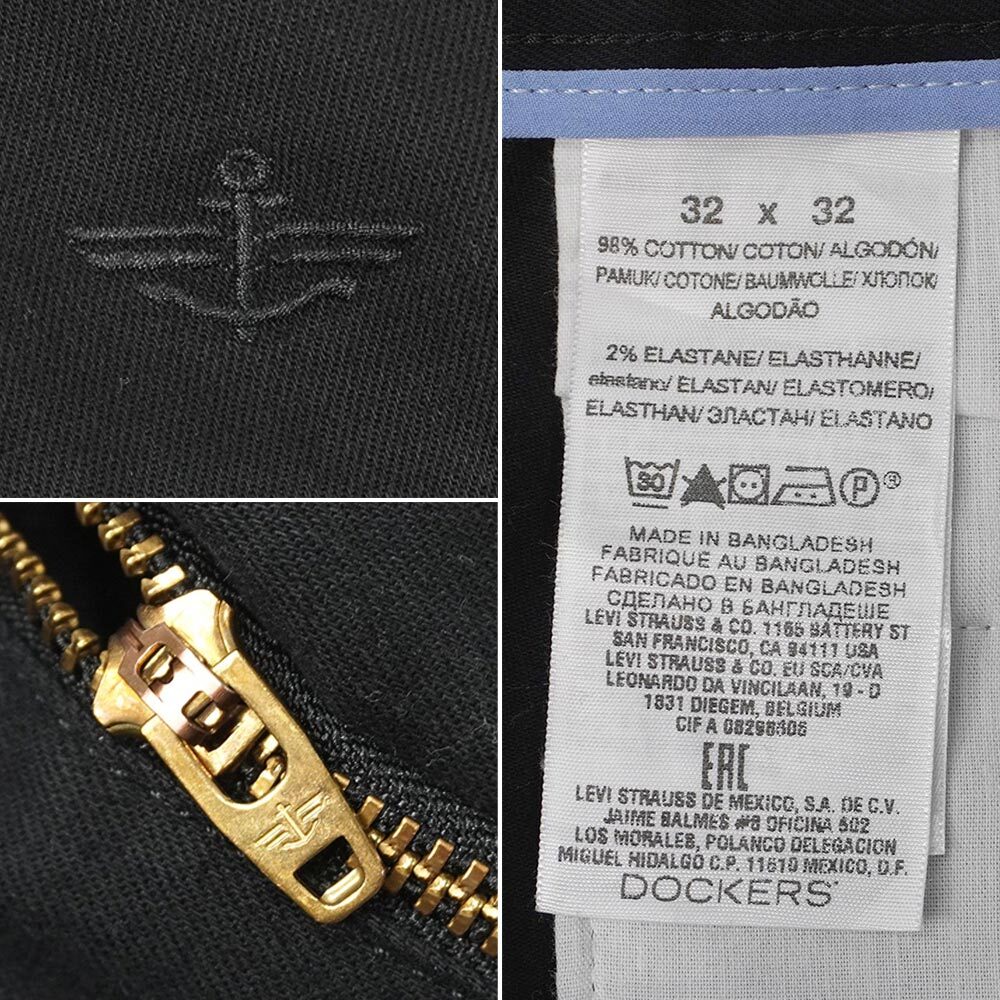 32 x 32
98% COTTON/ COTON/ ALGODÓN/
PAMUK/ COTONE/ BAUMWOLLE/ ХЛОПОК/
ALGODÃO
2% ELASTANE/ ELASTHANNE/
elastano/ ELASTAN/ ELASTOMERO/
ELASTHAN/ ЭЛАСТАН/ ELASTANO
30 P ®
MADE IN BANGLADESH
FABRIQUE AU BANGLADESH
FABRICADO EN BANGLADESH
СДЕЛАНО В БАНГЛАДЕШЕ
LEVI STRAUSS & CO. 1155 BATTERY ST
SAN FRANCISCO, CA 94111 USA
LEVI STRAUSS & CO. EU SCA/CVA
LEONARDO DA VINCILAAN, 19 - D
1831 DIEGEM, BELGIUM
CIF A
EAC
LEVI STRAUSS DE MEXICO, S.A. DE C.V.
JAIME BALMES #8 OFICINA 502
LOS MORALES, POLANCO DELEGACION
MIGUEL HIDALGO C.P. 11510 MEXICO, D.F.
DOCKERS®